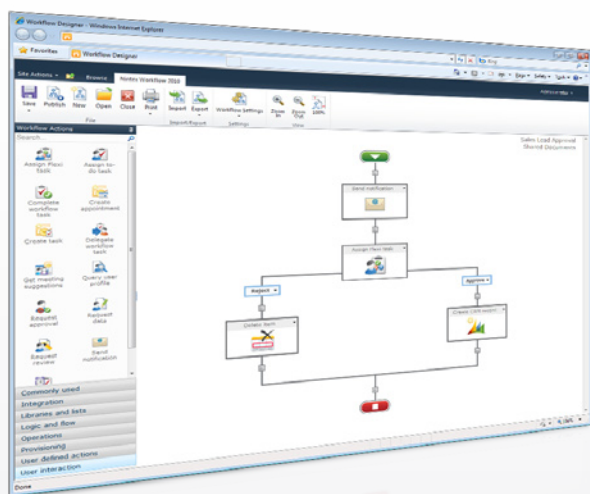 Workflow Designer - Windows Internet Explorer
Favorites
Workflow Designer
Bing
Page
Safety
Tools
Site Actions
Browse
Nintex Workflow 2010
Save
Publish
New
Open
Close
Print
Import
Export
Workflow Settings
Zoom In
Zoom Out
100%
File
Import/Export
Settings
View
Workflow Actions
Search...
Assign Flexi task
Assign to-do task
Complete workflow task
Create appointment
Create task
Delegate workflow task
Get meeting suggestions
Query user profile
Request approval
Request data
Request review
Send notification
Commonly used
Integration
Libraries and lists
Logic and flow
Operations
Provisioning
User defined actions
User interaction
Done
Sales Lead Approval
Shared Documents
Send notification
Assign Flexi task
Reject
Approve
Delete item
Create CRM record
100%